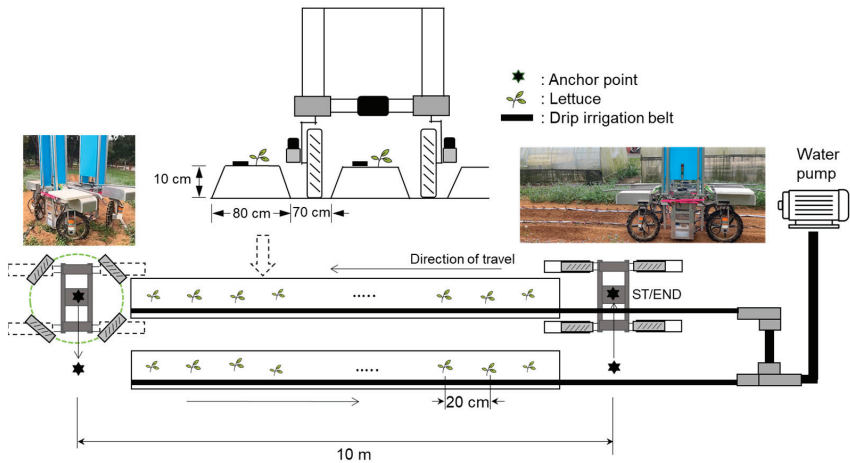 : Anchor point
: Lettuce
: Drip irrigation belt
Water
pump
10 cm
80 cm
70 cm
Direction of travel
ST/END
.....
.....
20 cm
10 m